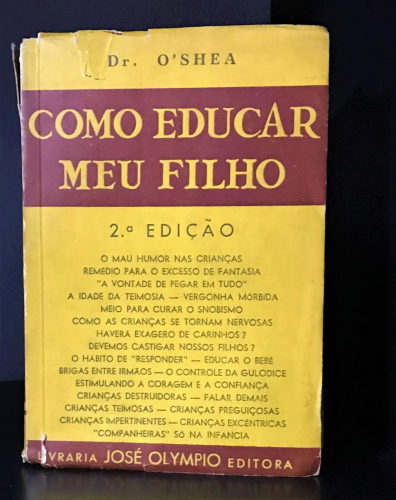 Dr. O'SHEA
COMO EDUCAR
MEU FILHO
2.ª EDIÇÃO
O MAU HUMOR NAS CRIANÇAS
REMÉDIO PARA O EXCESSO DE FANTASIA
"A VONTADE DE PEGAR EM TUDO"
A IDADE DA TEIMOSIA — VERGONHA MÓRBIDA
MEIO PARA CURAR O SNOBISMO
COMO AS CRIANÇAS SE TORNAM NERVOSAS
HAVERÁ EXAGERO DE CARINHOS?
DEVEMOS CASTIGAR NOSSOS FILHOS?
O HÁBITO DE "RESPONDER" — EDUCAR O BEBÉ
BRIGAS ENTRE IRMÃOS — O CONTROLE DA GULODICE
ESTIMULANDO A CORAGEM E A CONFIANÇA
CRIANÇAS DESTRUIDORAS — FALAR DEMAIS
CRIANÇAS TEIMOSAS — CRIANÇAS PREGUIÇOSAS
CRIANÇAS IMPERTINENTES — CRIANÇAS EXCÊNTRICAS
"COMPANHEIRAS" SÓ NA INFANCIA
LIVRARIA JOSÉ OLYMPIO EDITORA